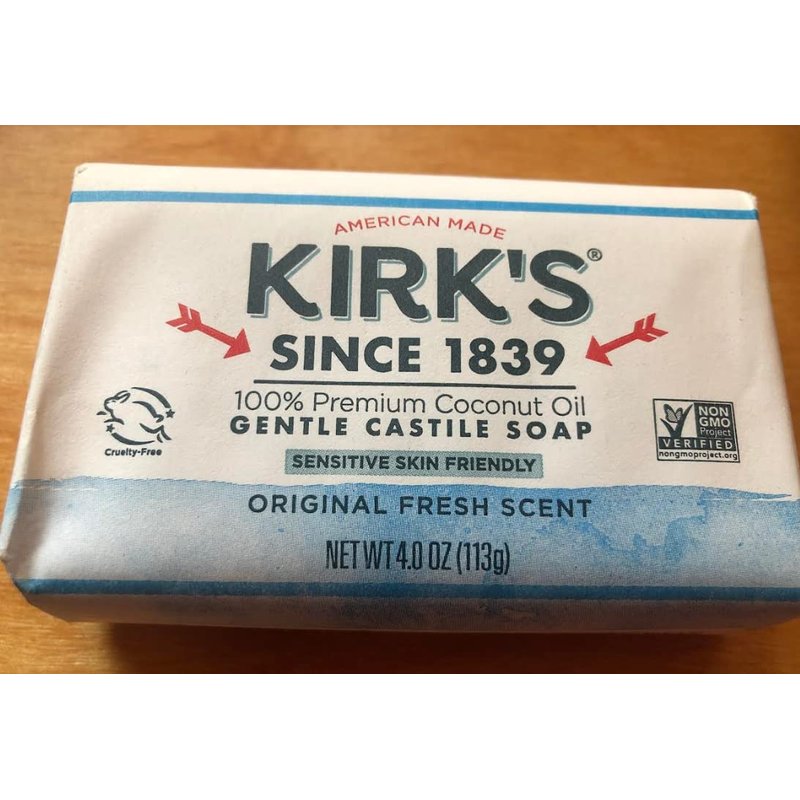 AMERICAN MADE
KIRK'S®
SINCE 1839
100% Premium Coconut Oil
GENTLE CASTILE SOAP
SENSITIVE SKIN FRIENDLY
ORIGINAL FRESH SCENT
NET WT 4.0 OZ (113g)
Cruelty-Free
NON
GMO
Project
VERIFIED
nongmoproject.org